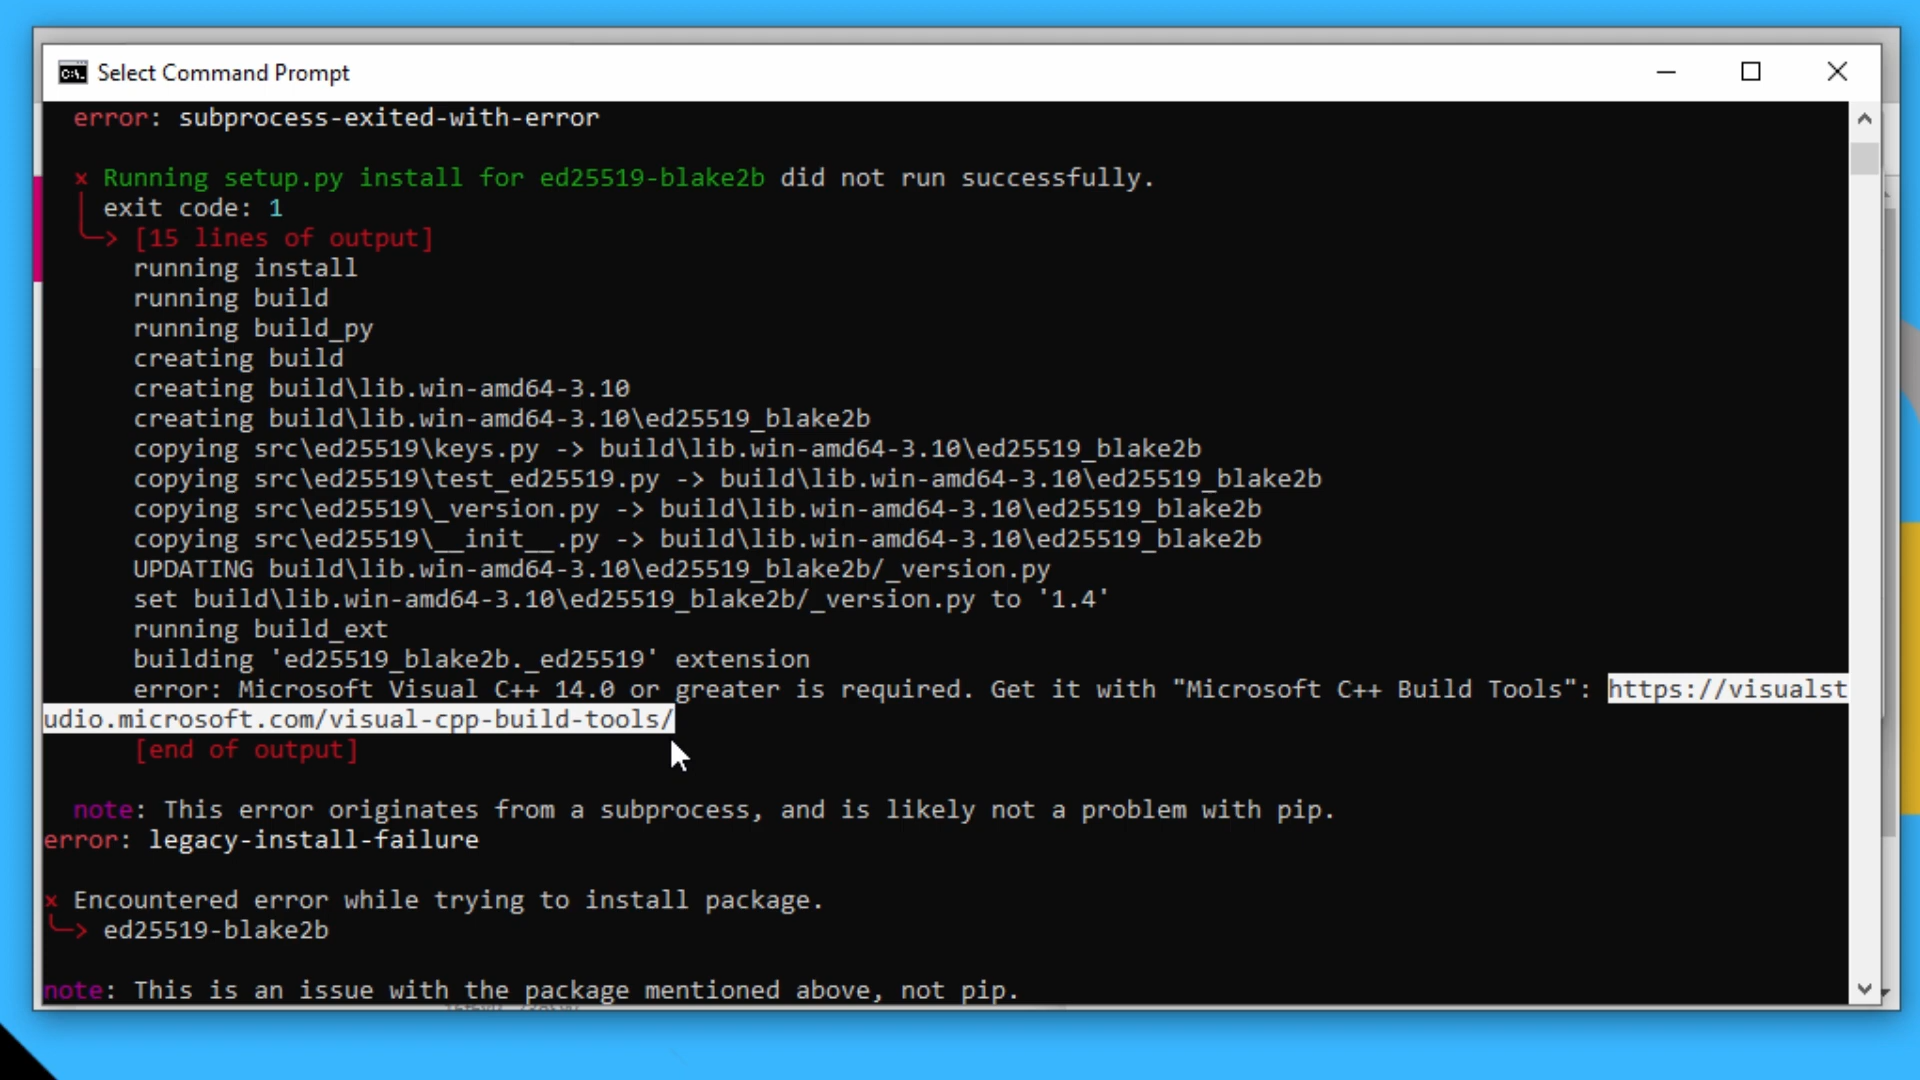 Select Command Prompt
error: subprocess-exited-with-error
× Running setup.py install for ed25519-blake2b did not run successfully.
exit code: 1
[15 lines of output]
running install
running build
running build_py
creating build
creating build\lib.win-amd64-3.10
creating build\lib.win-amd64-3.10\ed25519_blake2b
copying src\ed25519\keys.py -> build\lib.win-amd64-3.10\ed25519_blake2b
copying src\ed25519\test_ed25519.py -> build\lib.win-amd64-3.10\ed25519_blake2b
copying src\ed25519\_version.py -> build\lib.win-amd64-3.10\ed25519_blake2b
copying src\ed25519\__init__.py -> build\lib.win-amd64-3.10\ed25519_blake2b
UPDATING build\lib.win-amd64-3.10\ed25519_blake2b/_version.py
set build\lib.win-amd64-3.10\ed25519_blake2b/_version.py to '1.4'
running build_ext
building 'ed25519_blake2b._ed25519' extension
error: Microsoft Visual C++ 14.0 or greater is required. Get it with "Microsoft C++ Build Tools": https://visualst
udio.microsoft.com/visual-cpp-build-tools/
[end of output]
note: This error originates from a subprocess, and is likely not a problem with pip.
error: legacy-install-failure
× Encountered error while trying to install package.
ed25519-blake2b
note: This is an issue with the package mentioned above, not pip.